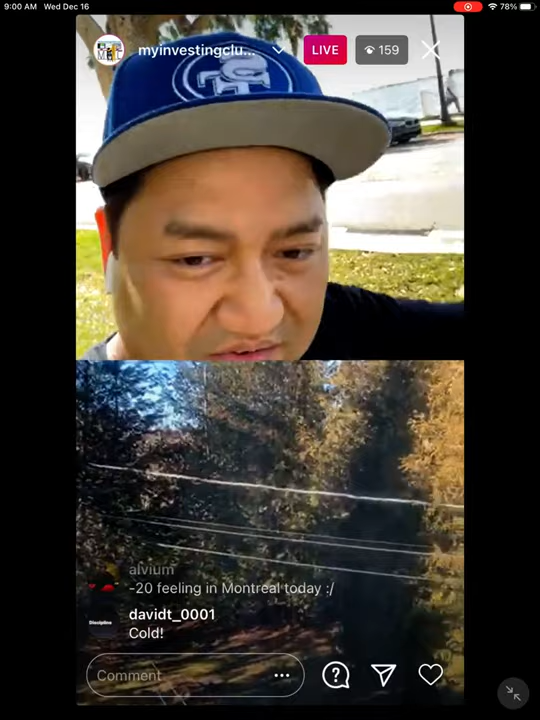 9:00 AM Wed Dec 16
78%
myinvestingclu...
LIVE
159
alvium
-20 feeling in Montreal today :/
davidt_0001
Cold!
Comment